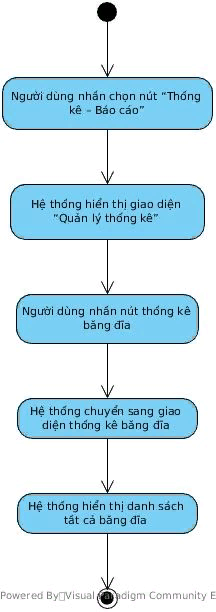 Người dùng nhấn chọn nút “Thống
kê – Báo cáo”
Hệ thống hiển thị giao diện
“Quản lý thống kê”
Người dùng nhấn nút thống kê
băng đĩa
Hệ thống chuyển sang giao
diện thống kê băng đĩa
Hệ thống hiển thị danh sách
tất cả băng đĩa
Powered By Visual Paradigm Community E